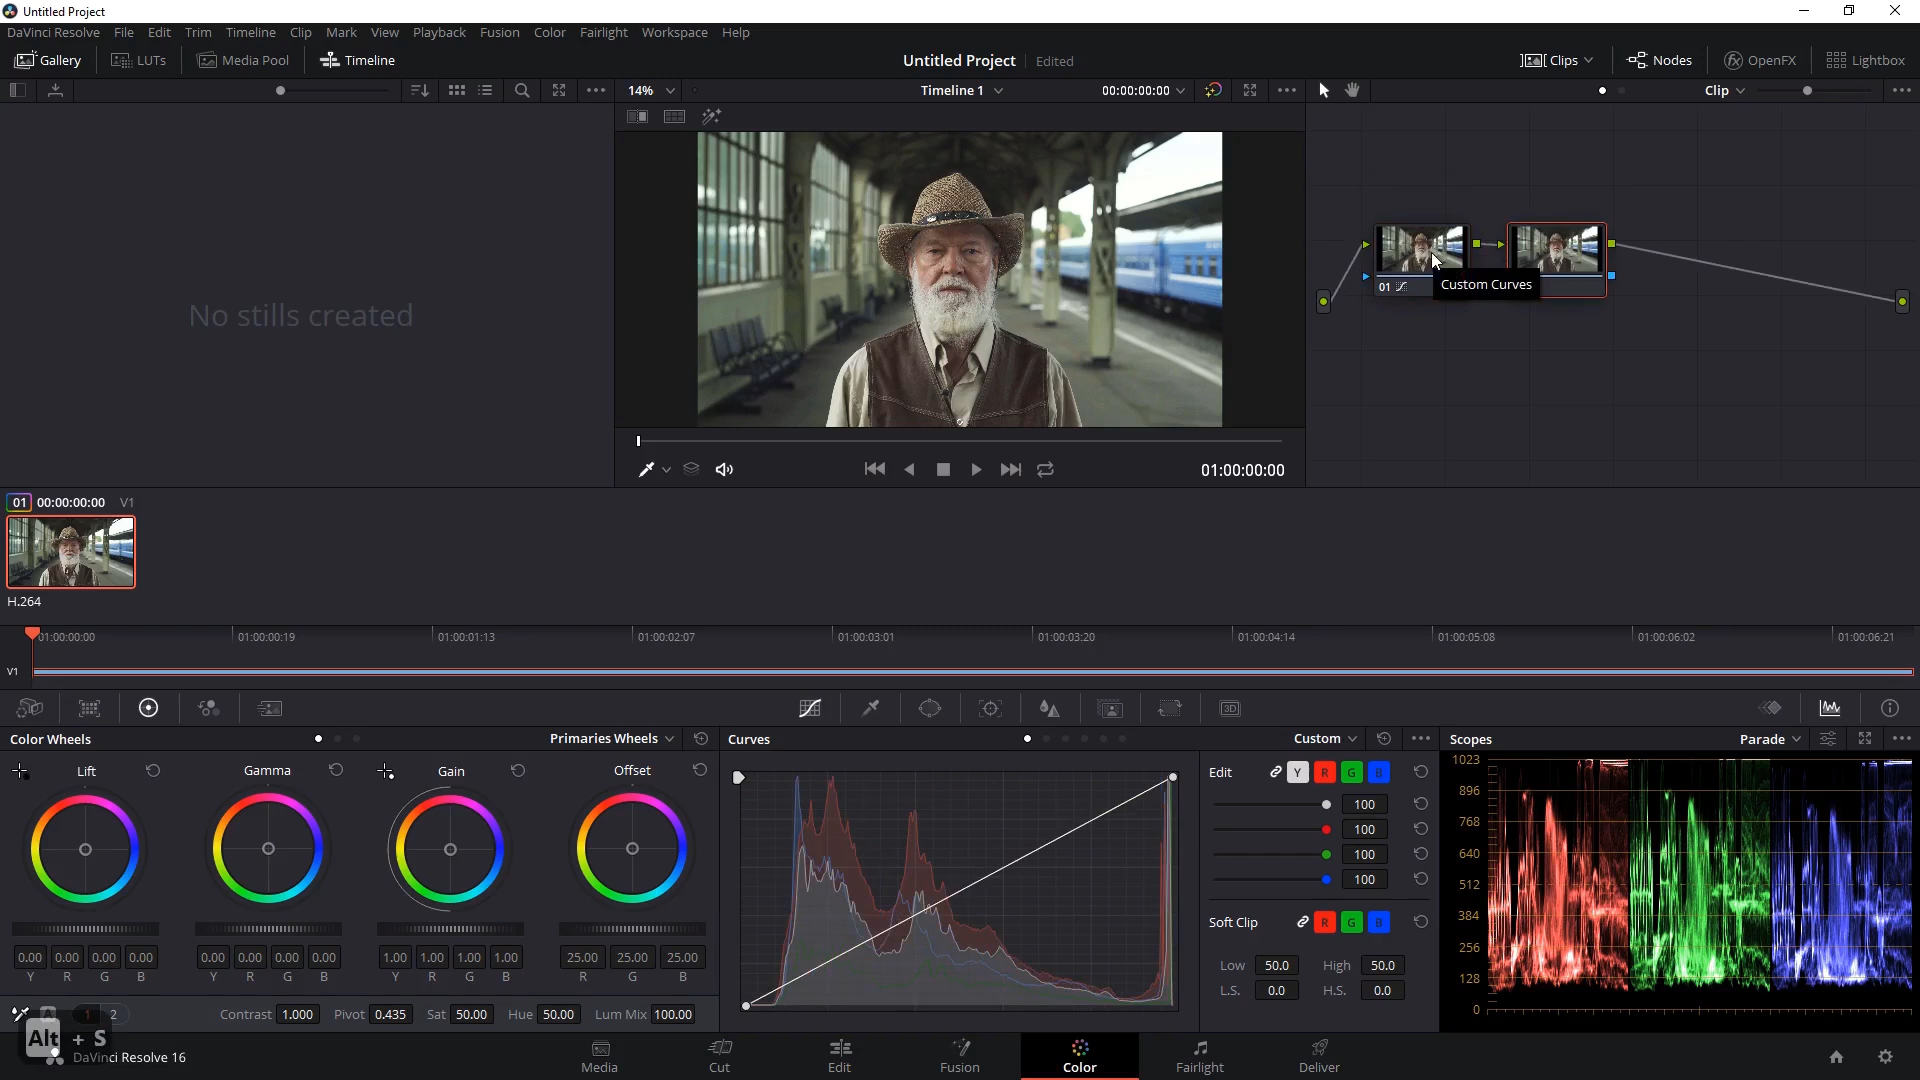 Untitled Project
DaVinci Resolve File Edit Trim Timeline Clip Mark View Playback Fusion Color Fairlight Workspace Help
Gallery LUTs Media Pool Timeline Untitled Project Edited Clips Nodes OpenFX Lightbox
14% Timeline 1 00:00:00:00 Clip
No stills created
01 Custom Curves
01:00:00:00
01 00:00:00:00 V1
H.264
01:00:00:00 01:00:00:19 01:00:01:13 01:00:02:07 01:00:03:01 01:00:03:20 01:00:04:14 01:00:05:08 01:00:06:02 01:00:06:21
V1
3D
Color Wheels Primaries Wheels Curves Custom Scopes Parade
Lift Gamma Gain Offset
Edit Y R G B
100
100
100
100
Soft Clip R G B
Low 50.0 High 50.0
L.S. 0.0 H.S. 0.0
1023
896
768
640
512
384
256
128
0
0.00 0.00 0.00 0.00 0.00 0.00 0.00 0.00 1.00 1.00 1.00 1.00 25.00 25.00 25.00
Y R G B Y R G B Y R G B R G B
A 1 2 Contrast 1.000 Pivot 0.435 Sat 50.00 Hue 50.00 Lum Mix 100.00
Alt + S
DaVinci Resolve 16
Media Cut Edit Fusion Color Fairlight Deliver